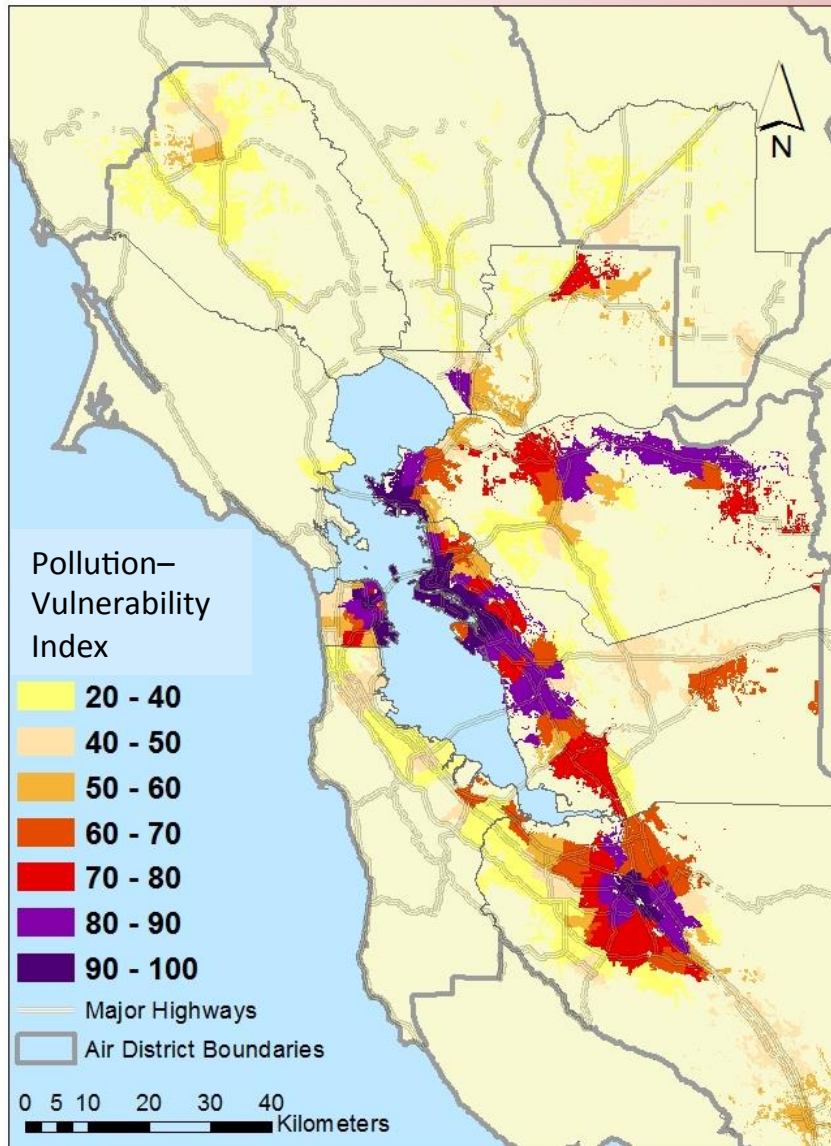 N
Pollution–
Vulnerability
Index
20 - 40
40 - 50
50 - 60
60 - 70
70 - 80
80 - 90
90 - 100
Major Highways
Air District Boundaries
0 5 10 20 30 40
Kilometers